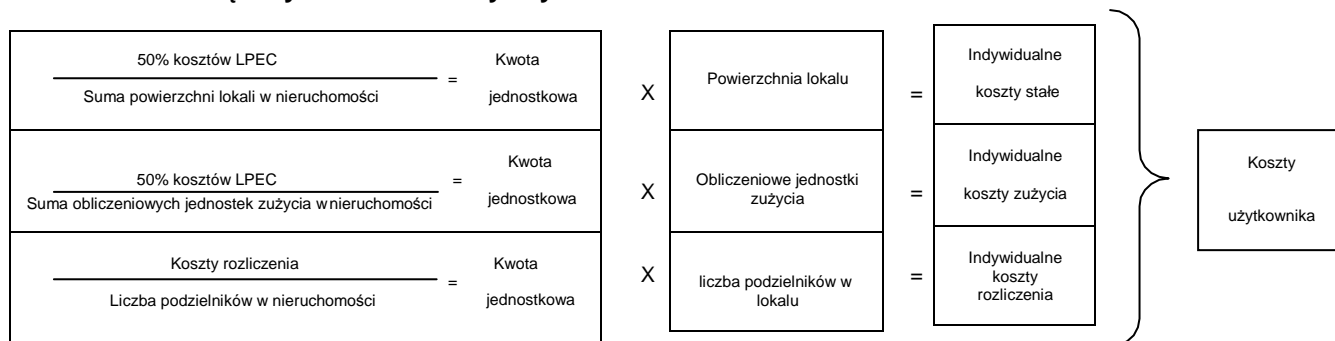 50% kosztów LPEC
Suma powierzchni lokali w nieruchomości
=
Kwota
jednostkowa
X
Powierzchnia lokalu
=
Indywidualne
koszty stałe
50% kosztów LPEC
Suma obliczeniowych jednostek zużycia w nieruchomości
=
Kwota
jednostkowa
X
Obliczeniowe jednostki
zużycia
=
Indywidualne
koszty zużycia
Koszty rozliczenia
Liczba podzielników w nieruchomości
=
Kwota
jednostkowa
X
liczba podzielników w
lokalu
=
Indywidualne
koszty
rozliczenia
Koszty
użytkownika